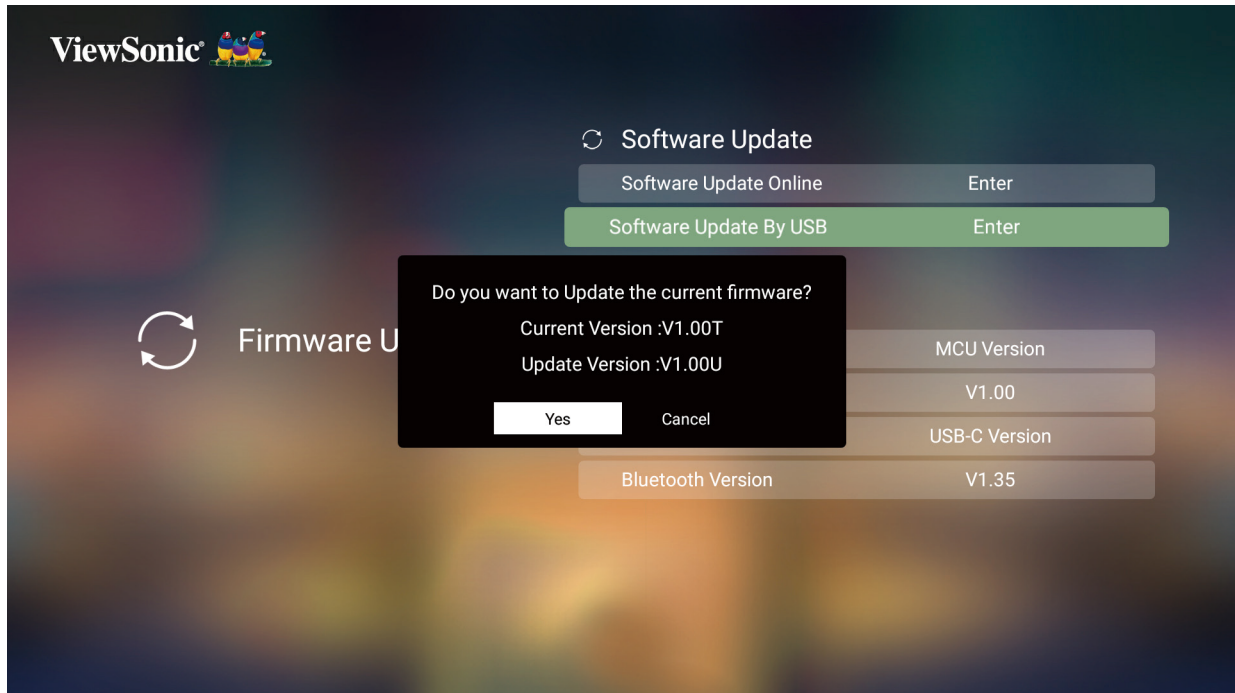 ViewSonic®
Software Update
Software Update Online Enter
Software Update By USB Enter
Do you want to Update the current firmware?
Current Version :V1.00T
Update Version :V1.00U
Yes Cancel
Firmware U
MCU Version
V1.00
USB-C Version
Bluetooth Version V1.35